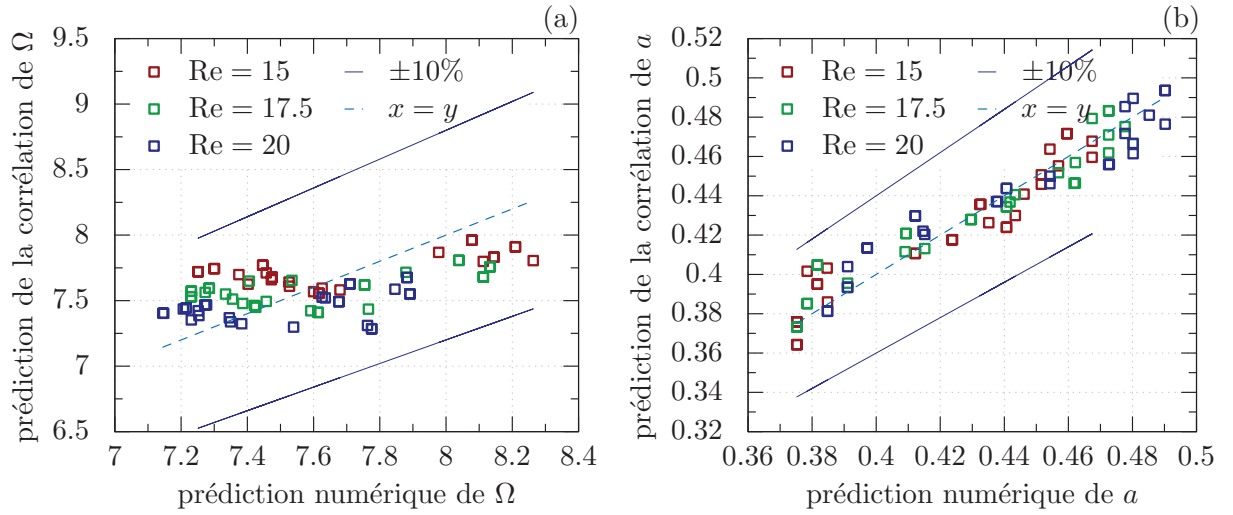 (a)
prédiction de la corrélation de Ω
9.5
9
8.5
8
7.5
7
6.5
Re = 15
Re = 17.5
Re = 20
±10%
x = y
7 7.2 7.4 7.6 7.8 8 8.2 8.4
prédiction numérique de Ω
(b)
prédiction de la corrélation de a
0.52
0.5
0.48
0.46
0.44
0.42
0.4
0.38
0.36
0.34
0.32
Re = 15
Re = 17.5
Re = 20
±10%
x = y
0.36 0.38 0.4 0.42 0.44 0.46 0.48 0.5
prédiction numérique de a